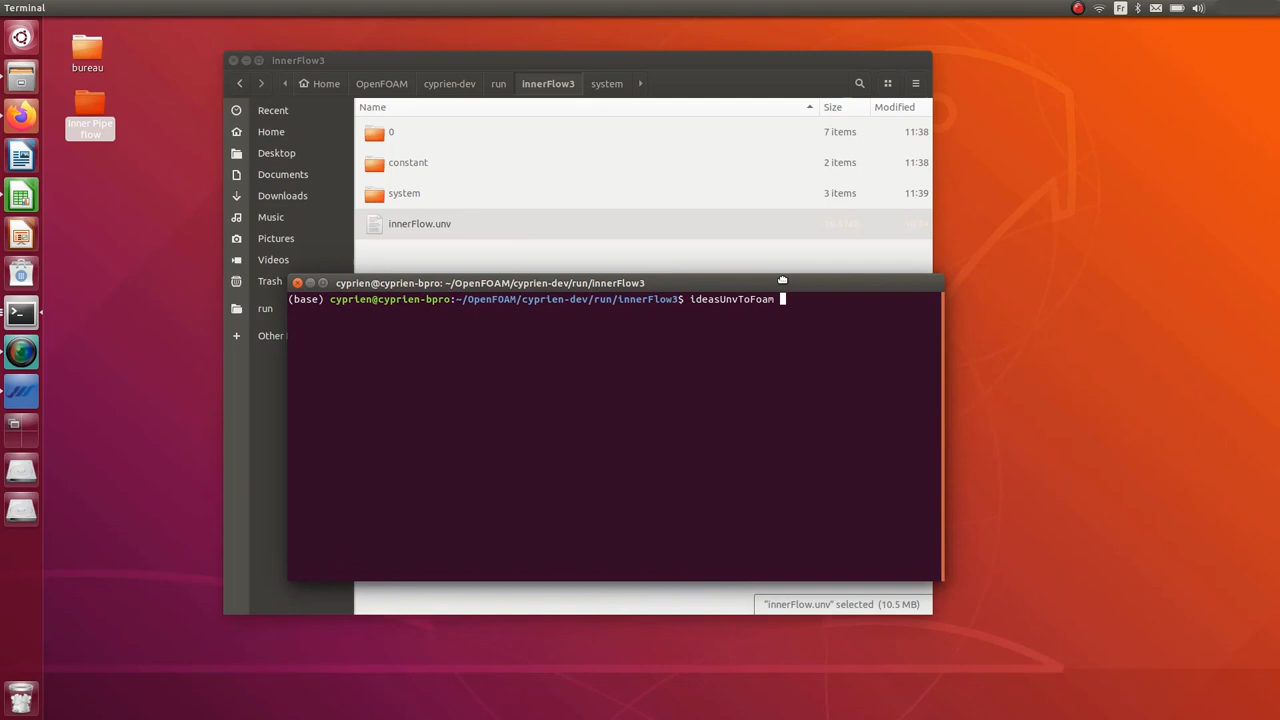 Terminal
Fr
bureau
Inner Pipe
flow
innerFlow3
Home
OpenFOAM
cyprien-dev
run
innerFlow3
system
Name
Size
Modified
Recent
Home
Desktop
Documents
Downloads
Music
Pictures
Videos
Trash
run
Other
0
7 items
11:38
constant
2 items
11:38
system
3 items
11:39
innerFlow.unv
cyprien@cyprien-bpro: ~/OpenFOAM/cyprien-dev/run/innerFlow3
(base) cyprien@cyprien-bpro:~/OpenFOAM/cyprien-dev/run/innerFlow3$ ideasUnvToFoam
"innerFlow.unv" selected (10.5 MB)